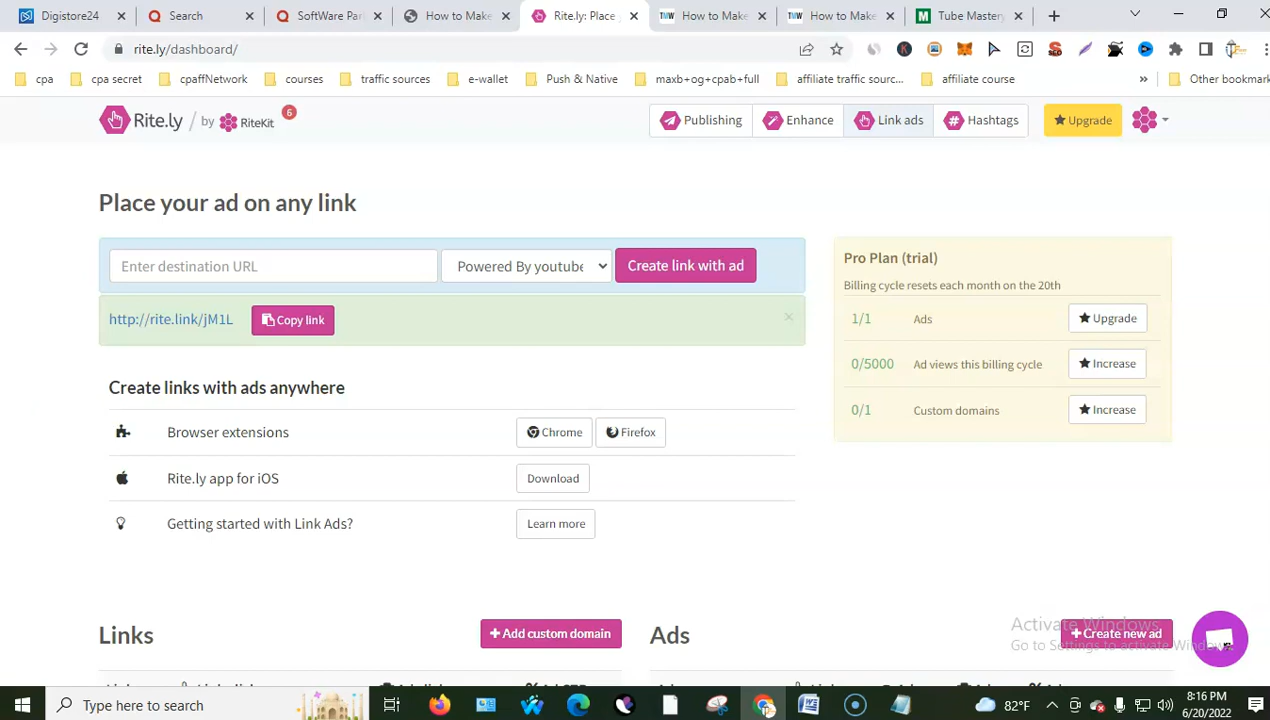 Digistore24
Search
SoftWare Par
How to Make
Rite.ly: Place
How to Make
How to Make
Tube Mastery
rite.ly/dashboard/
cpa
cpa secret
cpaffNetwork
courses
traffic sources
e-wallet
Push & Native
maxb+og+cpab+full
affiliate traffic sourc...
affiliate course
»
Other bookmark
Rite.ly / by RiteKit 6
Publishing
Enhance
Link ads
Hashtags
Upgrade
Place your ad on any link
Enter destination URL
Powered By youtube
Create link with ad
http://rite.link/jM1L
Copy link
×
Pro Plan (trial)
Billing cycle resets each month on the 20th
1/1 Ads Upgrade
0/5000 Ad views this billing cycle Increase
0/1 Custom domains Increase
Create links with ads anywhere
Browser extensions Chrome Firefox
Rite.ly app for iOS Download
Getting started with Link Ads? Learn more
Links
+ Add custom domain
Ads
+ Create new ad
Activate Windows
Go to Settings to activate Windows.
Type here to search
82°F
8:16 PM
6/20/2022